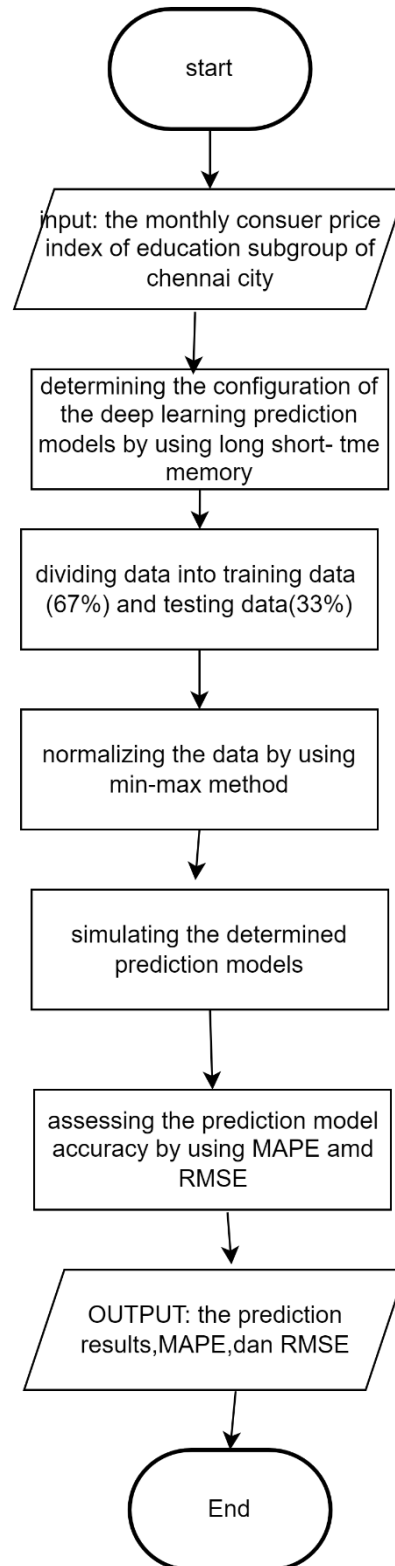 start
input: the monthly consuer price
index of education subgroup of
chennai city
determining the configuration of
the deep learning prediction
models by using long short- tme
memory
dividing data into training data
(67%) and testing data(33%)
normalizing the data by using
min-max method
simulating the determined
prediction models
assessing the prediction model
accuracy by using MAPE amd
RMSE
OUTPUT: the prediction
results,MAPE,dan RMSE
End